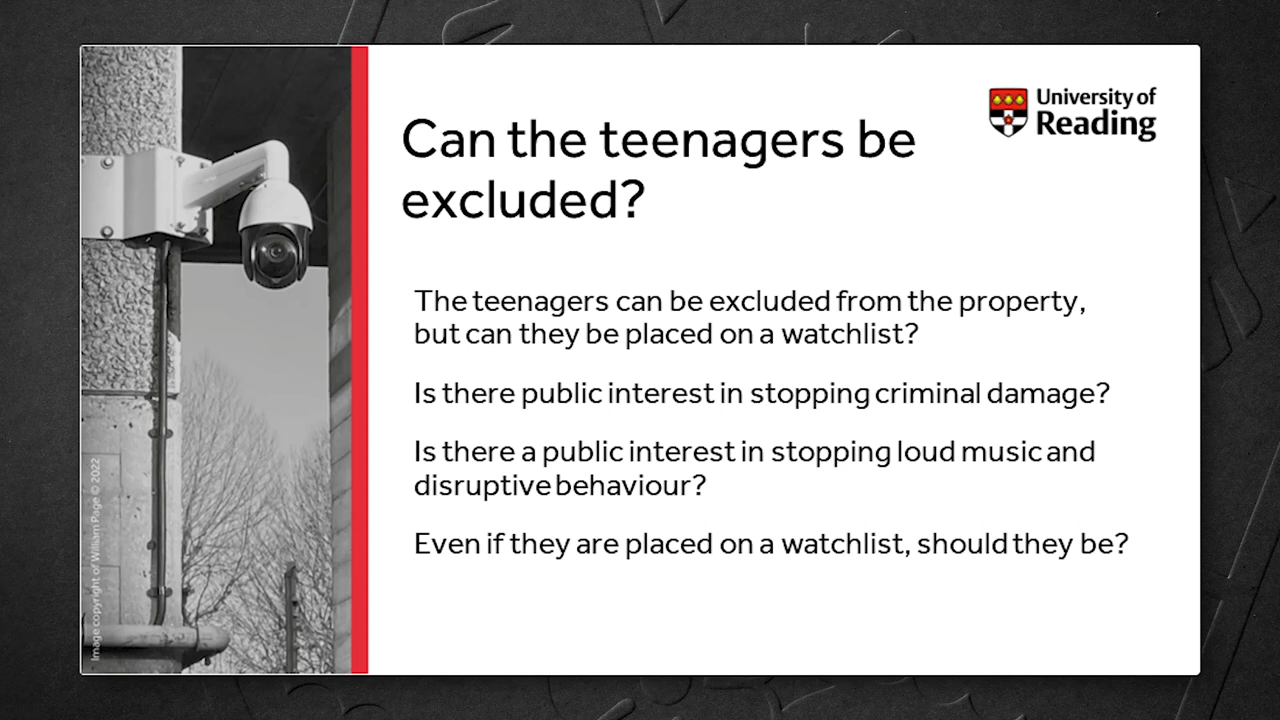 University of
Reading
Can the teenagers be
excluded?
The teenagers can be excluded from the property,
but can they be placed on a watchlist?
Is there public interest in stopping criminal damage?
Is there a public interest in stopping loud music and
disruptive behaviour?
Even if they are placed on a watchlist, should they be?
Image copyright of William Page © 2022